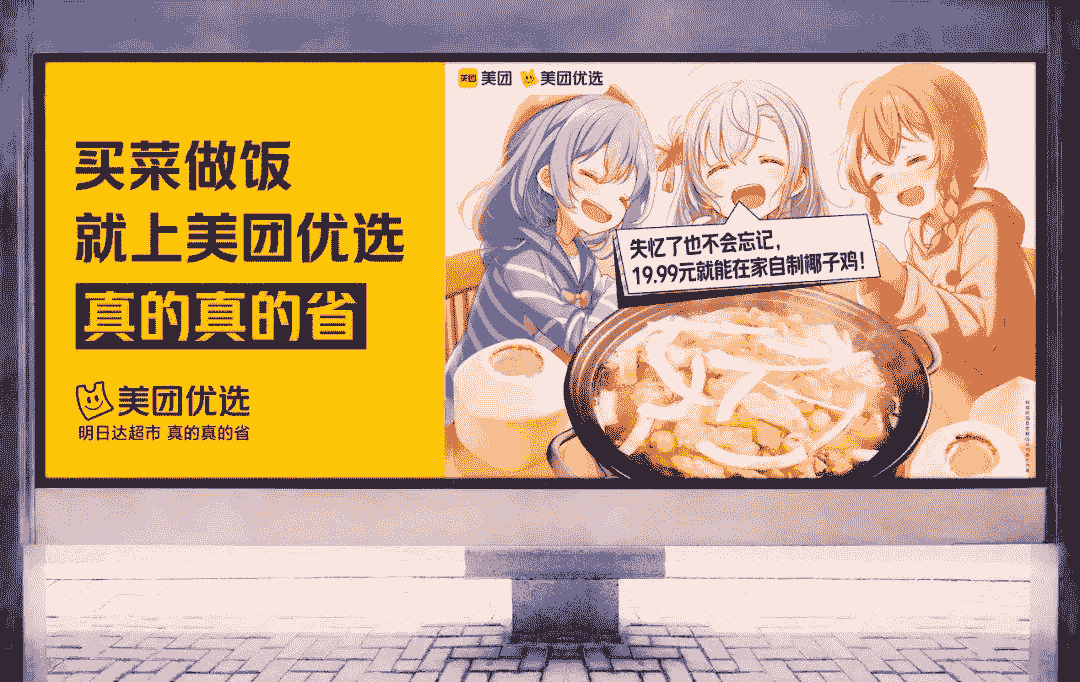 买菜做饭
就上美团优选
真的真的省
美团优选
明日达超市 真的真的省
美团 美团 美团优选
失忆了也不会忘记,
19.99元就能在家自制椰子鸡!